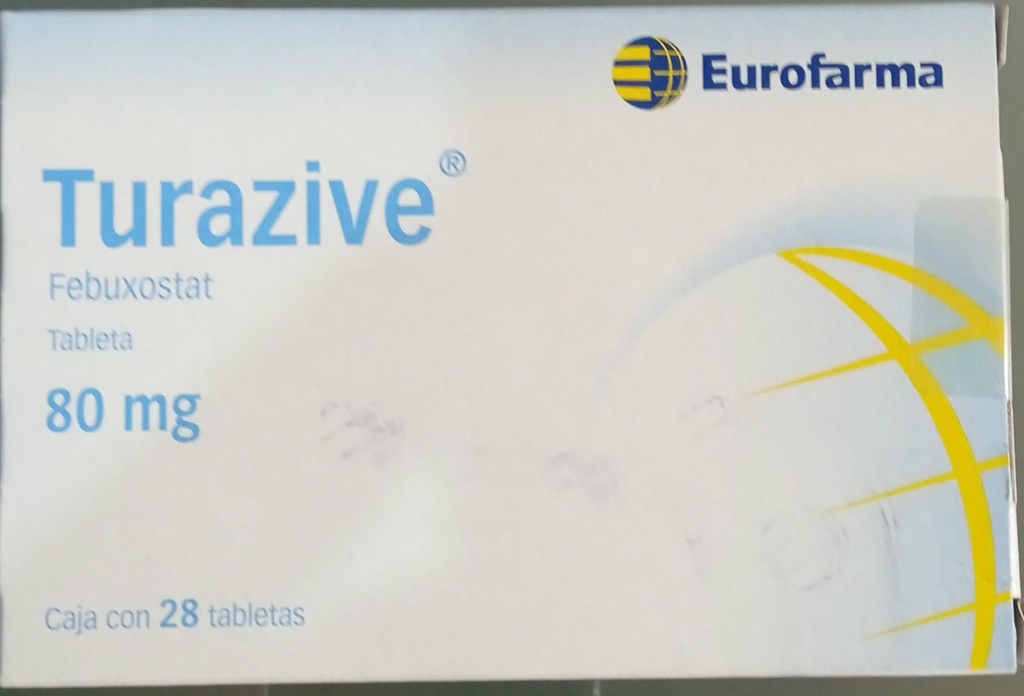 Eurofarma
Turazive®
Febuxostat
Tableta
80 mg
Caja con 28 tabletas